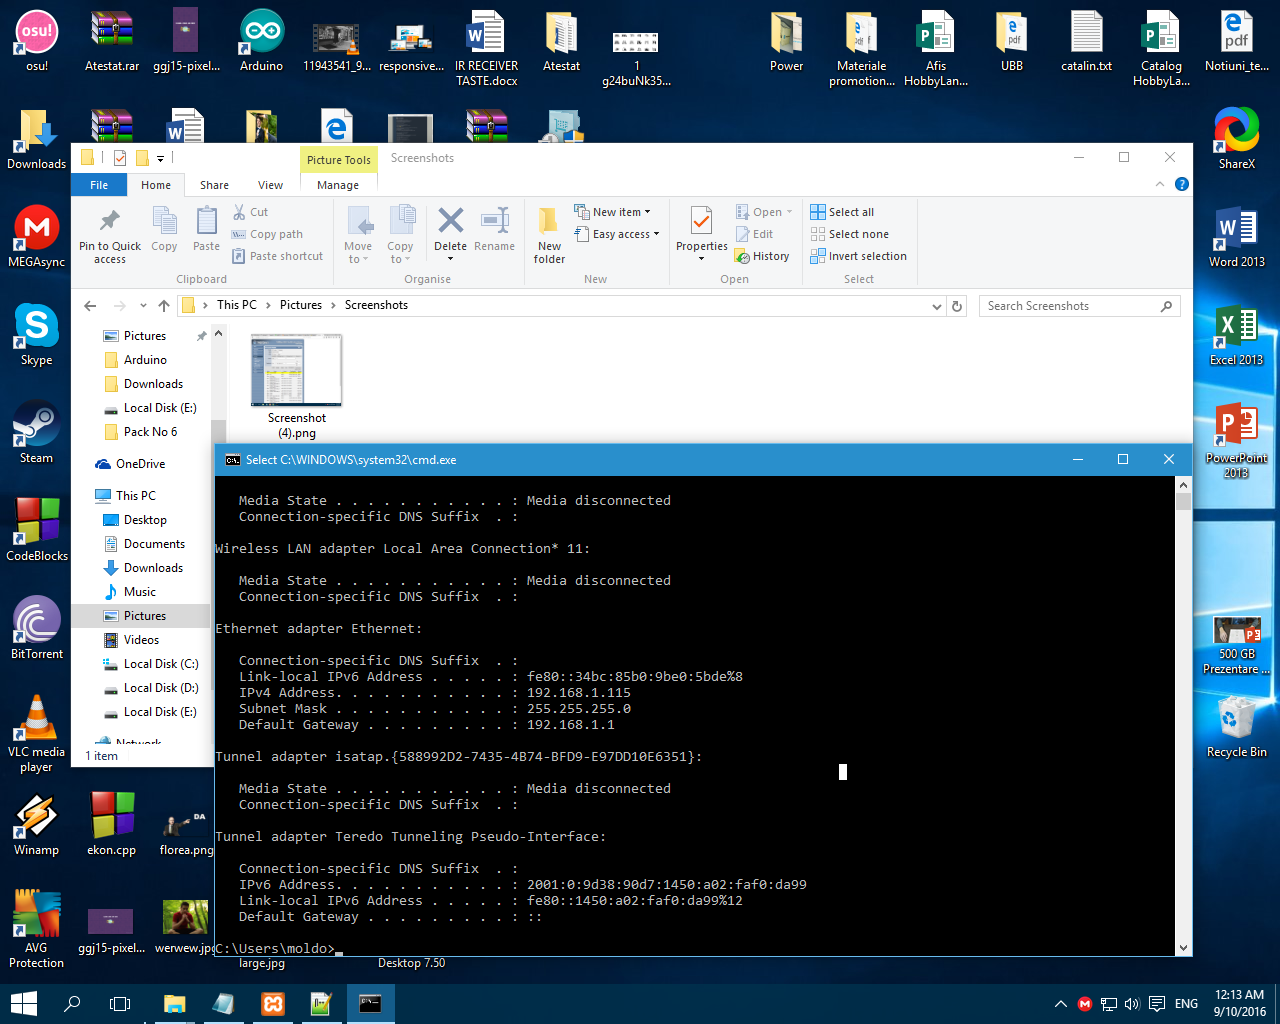 osu!
Atestat.rar
ggj15-pixel...
Arduino
11943541_9...
responsive...
IR RECEIVER
TASTE.docx
Atestat
1
g24buNk35...
Power
Materiale
promotion...
Afis
HobbyLan...
UBB
catalin.txt
Catalog
HobbyLa...
Notiuni_te...
Downloads
ShareX
MEGAsync
Word 2013
Skype
Excel 2013
Steam
PowerPoint
2013
CodeBlocks
BitTorrent
500 GB
Prezentare ...
VLC media
player
Recycle Bin
Winamp
ekon.cpp
florea.png
AVG
Protection
ggj15-pixel...
werwew.jpg
large.jpg
Desktop 7.50
Picture Tools
Screenshots
File
Home
Share
View
Manage
Pin to Quick
access
Copy
Paste
Cut
Copy path
Paste shortcut
Clipboard
Move
to
Copy
to
Delete
Rename
Organise
New
folder
New item
Easy access
New
Properties
Open
Edit
History
Open
Select all
Select none
Invert selection
Select
This PC > Pictures > Screenshots
Search Screenshots
Pictures
Arduino
Downloads
Local Disk (E:)
Pack No 6
OneDrive
This PC
Desktop
Documents
Downloads
Music
Pictures
Videos
Local Disk (C:)
Local Disk (D:)
Local Disk (E:)
Network
1 item
Screenshot
(4).png
Select C:\WINDOWS\system32\cmd.exe
Media State . . . . . . . . . . . : Media disconnected
Connection-specific DNS Suffix  . :
Wireless LAN adapter Local Area Connection* 11:
Media State . . . . . . . . . . . : Media disconnected
Connection-specific DNS Suffix  . :
Ethernet adapter Ethernet:
Connection-specific DNS Suffix  . :
Link-local IPv6 Address . . . . . : fe80::34bc:85b0:9be0:5bde%8
IPv4 Address. . . . . . . . . . . : 192.168.1.115
Subnet Mask . . . . . . . . . . . : 255.255.255.0
Default Gateway . . . . . . . . . : 192.168.1.1
Tunnel adapter isatap.{588992D2-7435-4B74-BFD9-E97DD10E6351}:
Media State . . . . . . . . . . . : Media disconnected
Connection-specific DNS Suffix  . :
Tunnel adapter Teredo Tunneling Pseudo-Interface:
Connection-specific DNS Suffix  . :
IPv6 Address. . . . . . . . . . . : 2001:0:9d38:90d7:1450:a02:faf0:da99
Link-local IPv6 Address . . . . . : fe80::1450:a02:faf0:da99%12
Default Gateway . . . . . . . . . : ::
C:\Users\moldo>
ENG
12:13 AM
9/10/2016